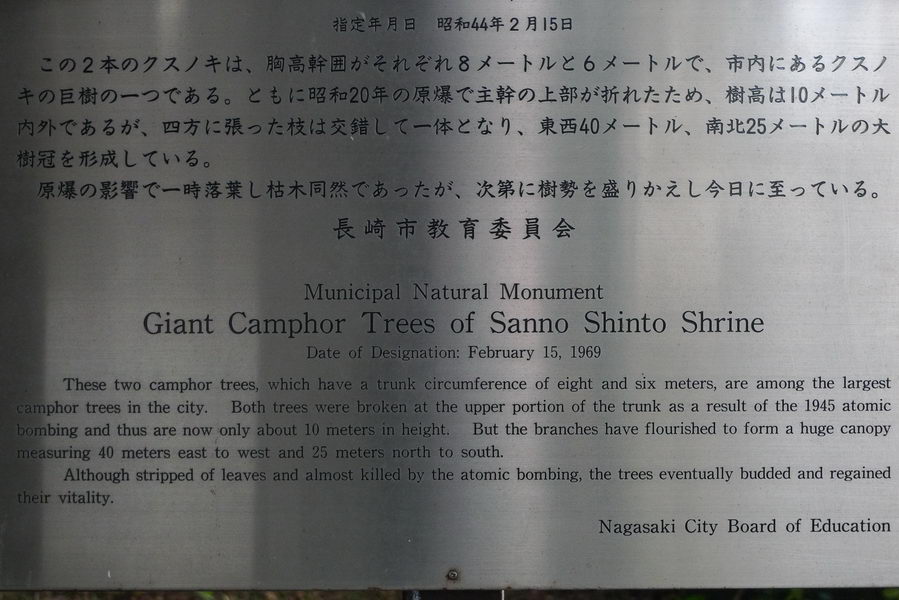 指定年月日　昭和44年2月15日
この2本のクスノキは、胸高幹囲がそれぞれ8メートルと6メートルで、市内にあるクスノ
キの巨樹の一つである。ともに昭和20年の原爆で主幹の上部が折れたため、樹高は10メートル
内外であるが、四方に張った枝は交錯して一体となり、東西40メートル、南北25メートルの大
樹冠を形成している。
原爆の影響で一時落葉し枯木同然であったが、次第に樹勢を盛りかえし今日に至っている。
長崎市教育委員会
Municipal Natural Monument
Giant Camphor Trees of Sanno Shinto Shrine
Date of Designation: February 15, 1969
These two camphor trees, which have a trunk circumference of eight and six meters, are among the largest
camphor trees in the city. Both trees were broken at the upper portion of the trunk as a result of the 1945 atomic
bombing and thus are now only about 10 meters in height. But the branches have flourished to form a huge canopy
measuring 40 meters east to west and 25 meters north to south.
Although stripped of leaves and almost killed by the atomic bombing, the trees eventually budded and regained
their vitality.
Nagasaki City Board of Education